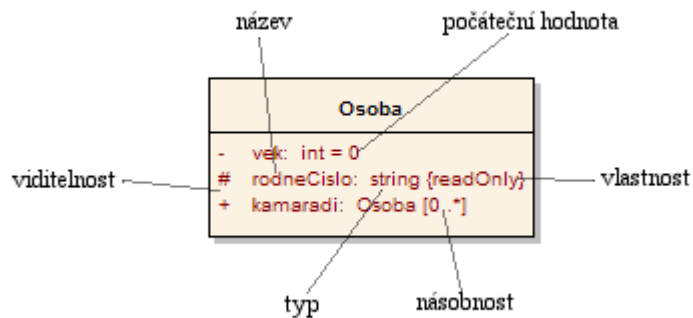 název
počáteční hodnota
Osoba
- vek: int = 0
# rodneCislo: string {readOnly}
+ kamaradi: Osoba [0..*]
viditelnost
vlastnost
typ
násobnost